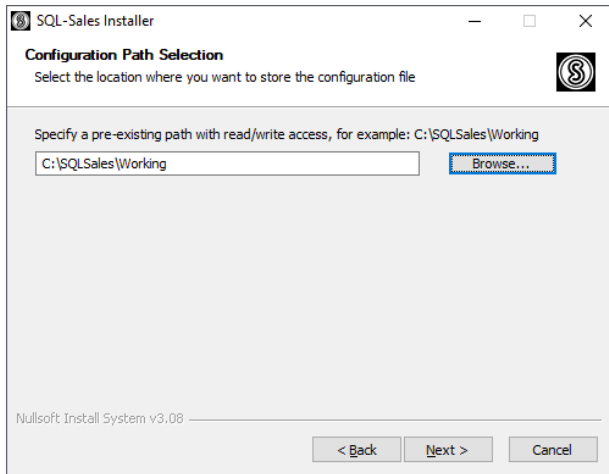 SQL-Sales Installer
Configuration Path Selection
Select the location where you want to store the configuration file
Specify a pre-existing path with read/write access, for example: C:\SQLSales\Working
C:\SQLSales\Working
Browse...
Nullsoft Install System v3.08
< Back
Next >
Cancel